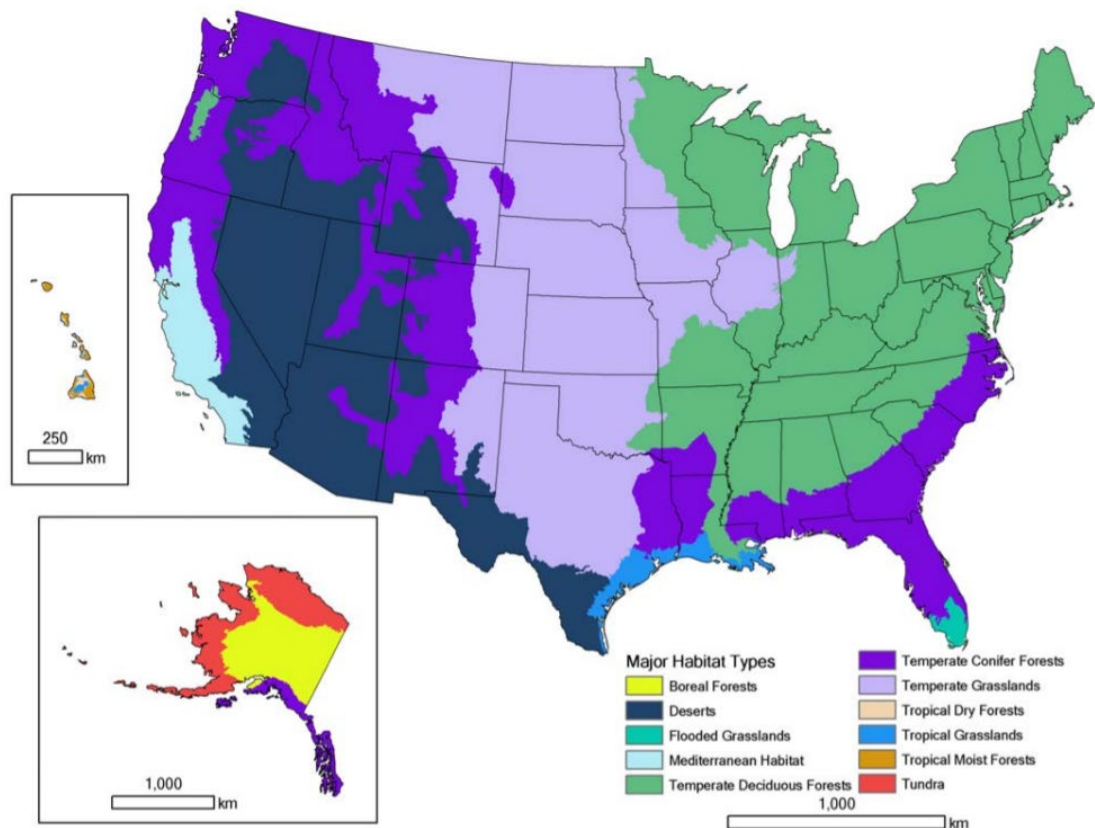 250
km
1,000
km
Major Habitat Types
Boreal Forests
Deserts
Flooded Grasslands
Mediterranean Habitat
Temperate Deciduous Forests
Temperate Conifer Forests
Temperate Grasslands
Tropical Dry Forests
Tropical Grasslands
Tropical Moist Forests
Tundra
1,000
km